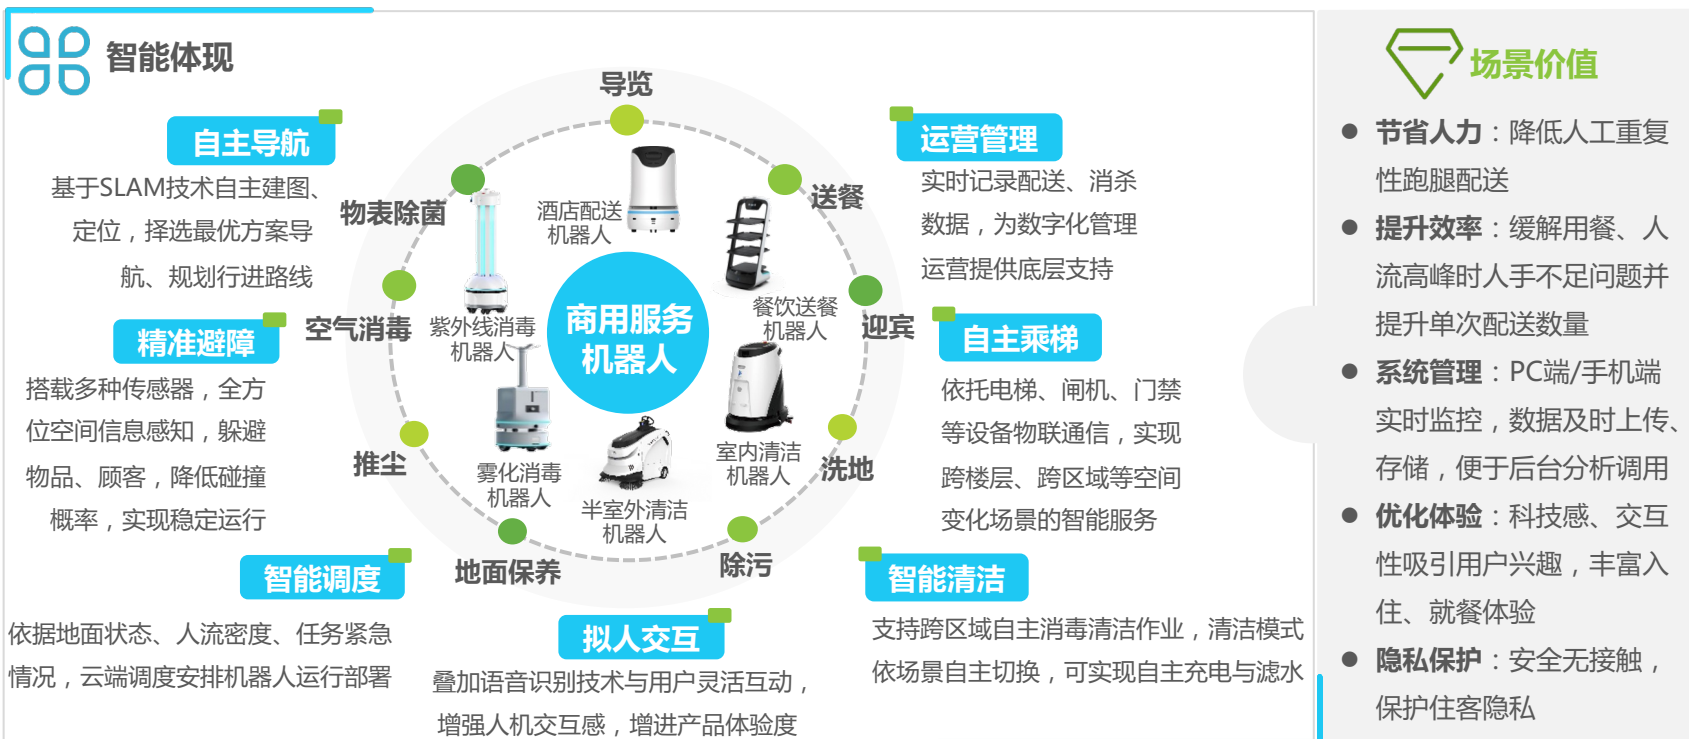 智能体现
自主导航
基于SLAM技术自主建图、
定位，择选最优方案导
航、规划行进路线
精准避障
搭载多种传感器，全方
位空间信息感知，躲避
物品、顾客，降低碰撞
概率，实现稳定运行
智能调度
依据地面状态、人流密度、任务紧急
情况，云端调度安排机器人运行部署
导览
物表除菌
空气消毒
推尘
地面保养
除污
洗地
迎宾
送餐
酒店配送
机器人
餐饮送餐
机器人
紫外线消毒
机器人
商用服务
机器人
雾化消毒
机器人
半室外清洁
机器人
室内清洁
机器人
拟人交互
叠加语音识别技术与用户灵活互动，
增强人机交互感，增进产品体验度
运营管理
实时记录配送、消杀
数据，为数字化管理
运营提供底层支持
自主乘梯
依托电梯、闸机、门禁
等设备物联通信，实现
跨楼层、跨区域等空间
变化场景的智能服务
智能清洁
支持跨区域自主消毒清洁作业，清洁模式
依场景自主切换，可实现自主充电与滤水
场景价值
● 节省人力：降低人工重复
性跑腿配送
● 提升效率：缓解用餐、人
流高峰时人手不足问题并
提升单次配送数量
● 系统管理：PC端/手机端
实时监控，数据及时上传、
存储，便于后台分析调用
● 优化体验：科技感、交互
性吸引用户兴趣，丰富入
住、就餐体验
● 隐私保护：安全无接触，
保护住客隐私